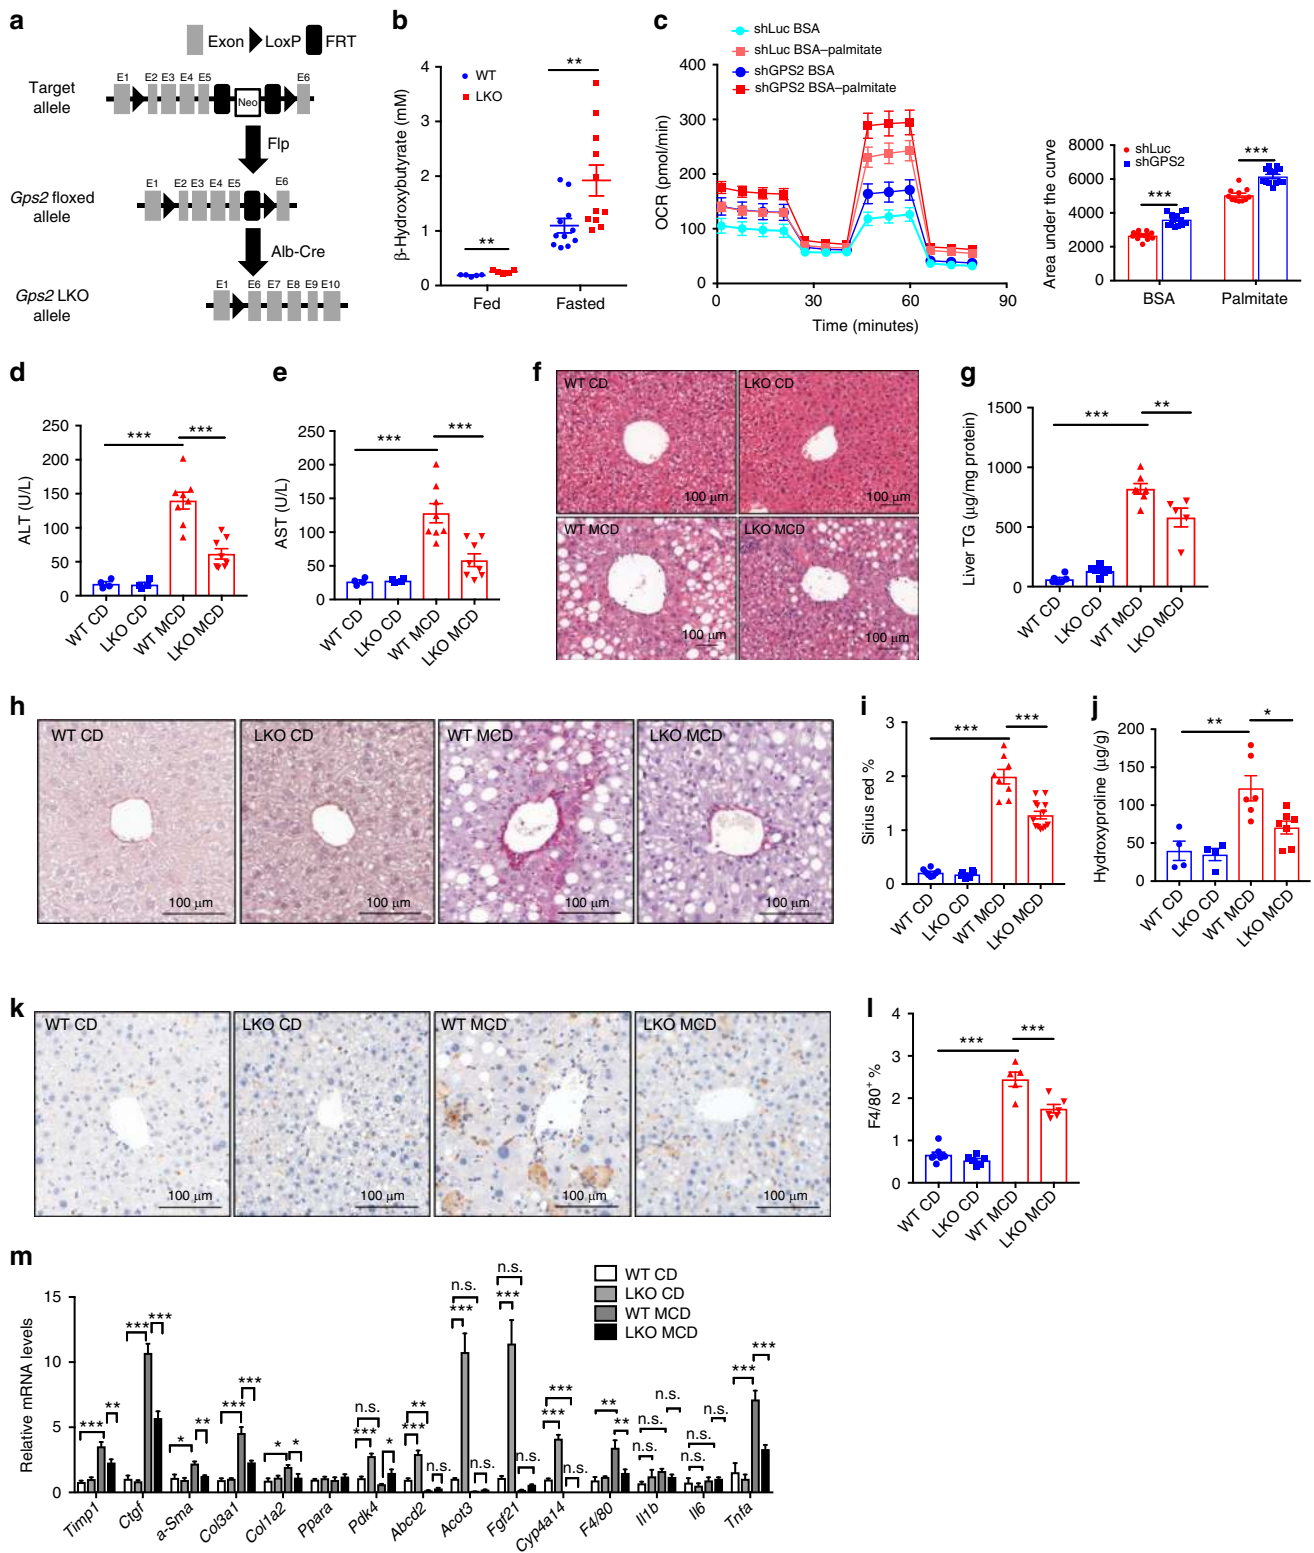 a
Exon LoxP FRT
Target allele
E1 E2 E3 E4 E5 Neo E6
Flp
Gps2 floxed allele
E1 E2 E3 E4 E5 E6
Alb-Cre
Gps2 LKO allele
E1 E6 E7 E8 E9 E10
b
β-Hydroxybutyrate (mM)
4
3
2
1
0
WT
LKO
**
**
Fed Fasted
c
shLuc BSA
shLuc BSA–palmitate
shGPS2 BSA
shGPS2 BSA–palmitate
OCR (pmol/min)
400
300
200
100
0
0 30 60 90
Time (minutes)
Area under the curve
8000
6000
4000
2000
0
shLuc
shGPS2
***
***
BSA Palmitate
d
ALT (U/L)
250
200
150
100
50
0
*** ***
WT CD
LKO CD
WT MCD
LKO MCD
e
AST (U/L)
250
200
150
100
50
0
*** ***
WT CD
LKO CD
WT MCD
LKO MCD
f
WT CD LKO CD
100 μm 100 μm
WT MCD LKO MCD
100 μm 100 μm
g
Liver TG (μg/mg protein)
1500
1000
500
0
*** **
WT CD
LKO CD
WT MCD
LKO MCD
h
WT CD LKO CD WT MCD LKO MCD
100 μm 100 μm 100 μm 100 μm
i
Sirius red %
3
2
1
0
*** ***
WT CD
LKO CD
WT MCD
LKO MCD
j
Hydroxyproline (μg/g)
200
150
100
50
0
** *
WT CD
LKO CD
WT MCD
LKO MCD
k
WT CD LKO CD WT MCD LKO MCD
100 μm 100 μm 100 μm 100 μm
l
F4/80+ %
4
3
2
1
0
*** ***
WT CD
LKO CD
WT MCD
LKO MCD
m
WT CD
LKO CD
WT MCD
LKO MCD
Relative mRNA levels
15
10
5
0
*** ** *** *** * ** *** *** * * n.s. *** * ** *** n.s. n.s. *** n.s. n.s. *** n.s. *** *** n.s. ** ** n.s. n.s. n.s. n.s. n.s. n.s. *** ***
Timp1 Ctgf a-Sma Col3a1 Col1a2 Ppara Pdk4 Abcd2 Acot3 Fgf21 Cyp4a14 F4/80 Il1b Il6 Tnfa